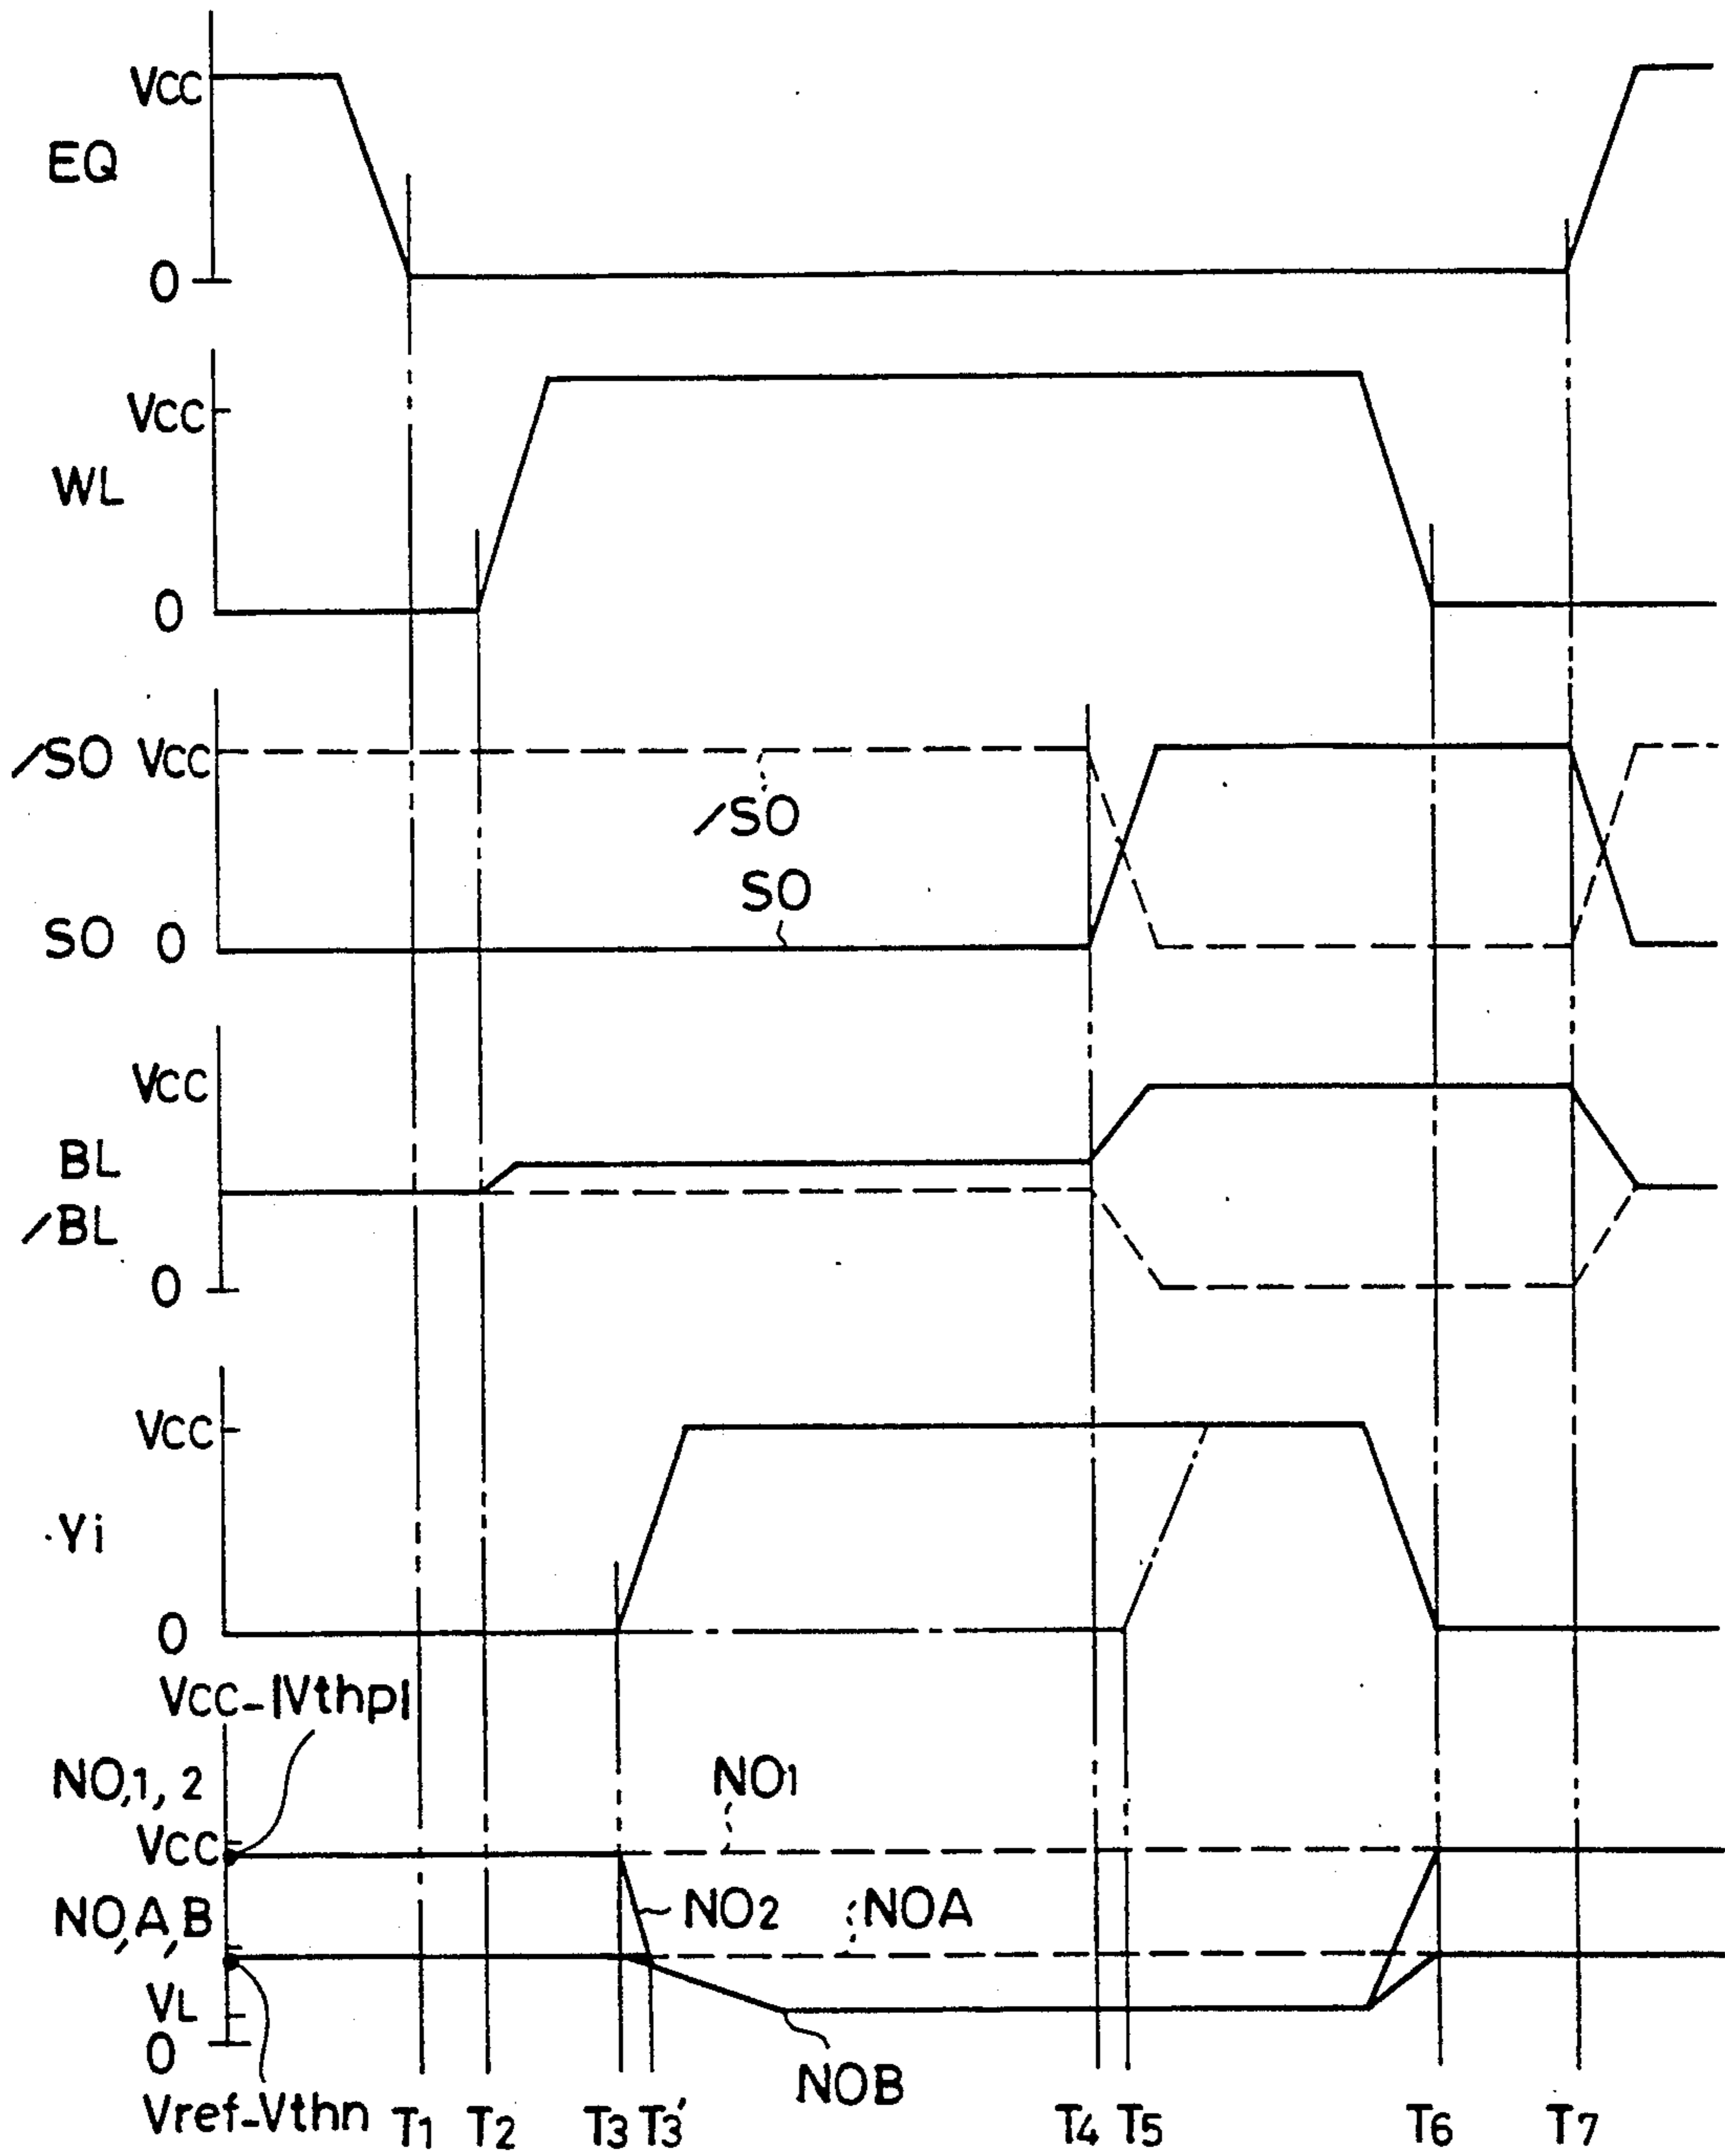 VCC
EQ
0
VCC
WL
0
/SO VCC
/SO
SO
SO 0
VCC
BL
/BL
0
VCC
Yi
0
VCC-|Vthp|
NO,1,2
NO1
VCC
NO,A,B
NO2
NOA
VL
0
NOB
Vref-Vthn
T1 T2 T3 T3' T4 T5 T6 T7